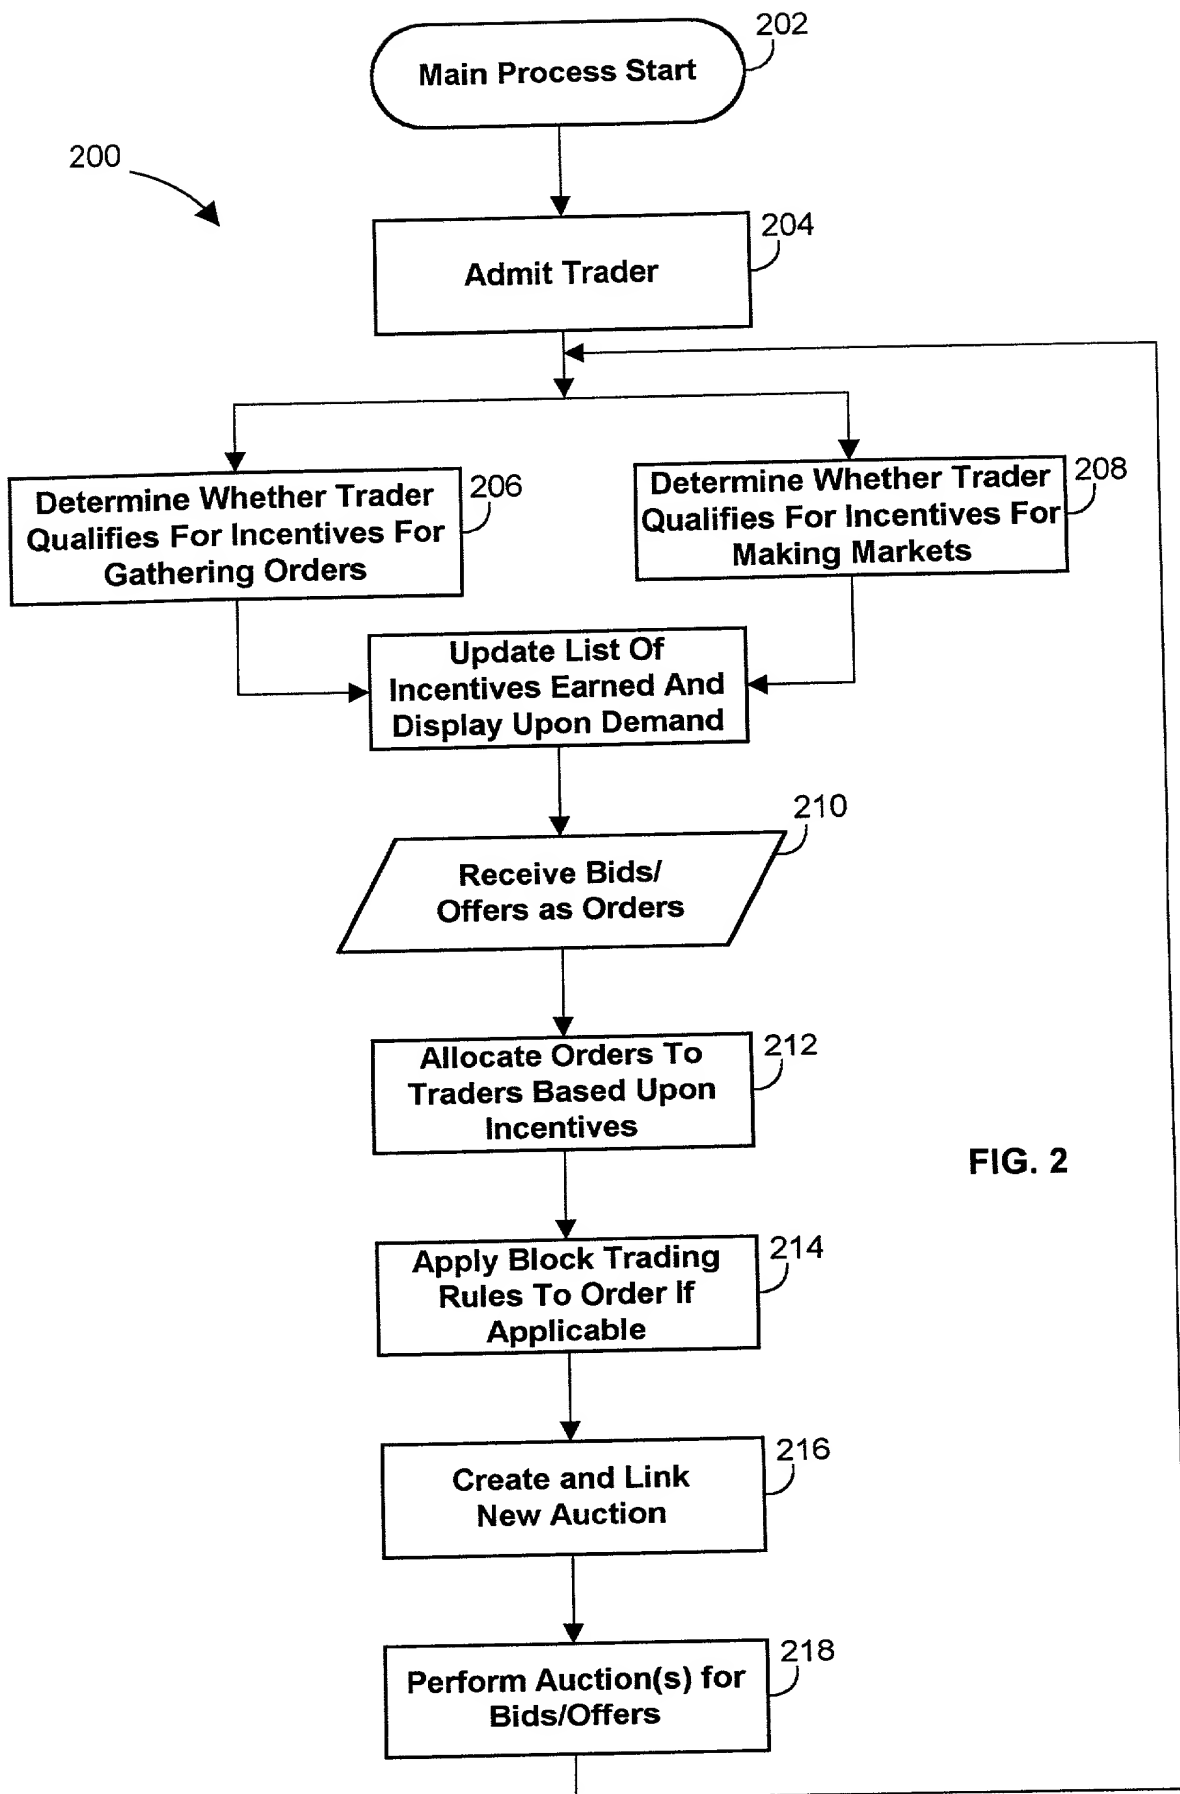 202
Main Process Start
200
204
Admit Trader
206
Determine Whether Trader
Qualifies For Incentives For
Gathering Orders
208
Determine Whether Trader
Qualifies For Incentives For
Making Markets
Update List Of
Incentives Earned And
Display Upon Demand
210
Receive Bids/
Offers as Orders
212
Allocate Orders To
Traders Based Upon
Incentives
FIG. 2
214
Apply Block Trading
Rules To Order If
Applicable
216
Create and Link
New Auction
218
Perform Auction(s) for
Bids/Offers